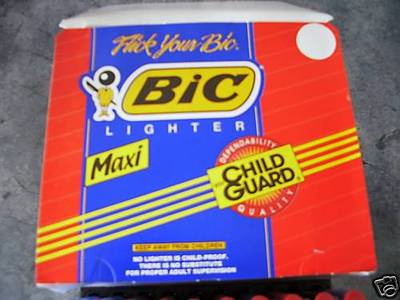 Flick Your Bic.
BiC
LIGHTER
Maxi
DEPENDABILITY
CHILD
GUARD
QUALITY
KEEP AWAY FROM CHILDREN
NO LIGHTER IS CHILD-PROOF.
THERE IS NO SUBSTITUTE
FOR PROPER ADULT SUPERVISION